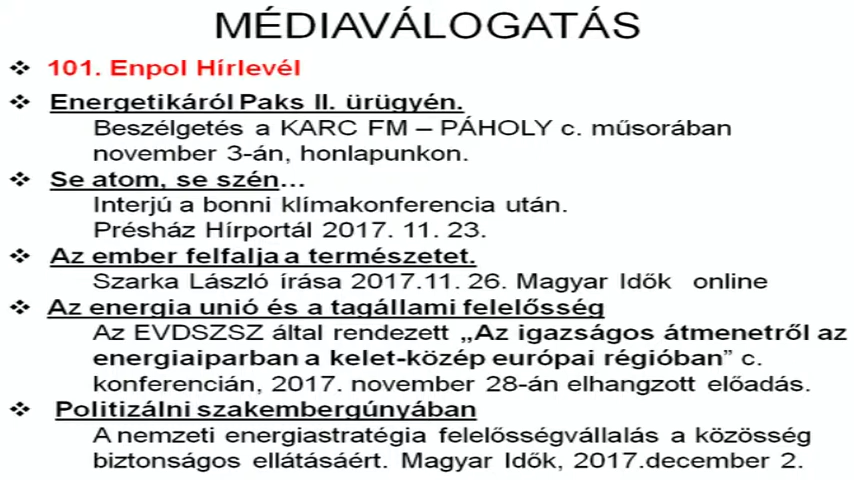 MÉDIAVÁLOGATÁS
❖ 101. Enpol Hírlevél
❖ Energetikáról Paks II. ürügyén.
Beszélgetés a KARC FM – PÁHOLY c. műsorában
november 3-án, honlapunkon.
❖ Se atom, se szén…
Interjú a bonni klímakonferencia után.
Présház Hírportál 2017. 11. 23.
❖ Az ember felfalja a természetet.
Szarka László írása 2017.11. 26. Magyar Idők online
❖ Az energia unió és a tagállami felelősség
Az EVDSZSZ által rendezett „Az igazságos átmenetről az
energiaiparban a kelet-közép európai régióban” c.
konferencián, 2017. november 28-án elhangzott előadás.
❖ Politizálni szakembergúnyában
A nemzeti energiastratégia felelősségvállalás a közösség
biztonságos ellátásáért. Magyar Idők, 2017.december 2.